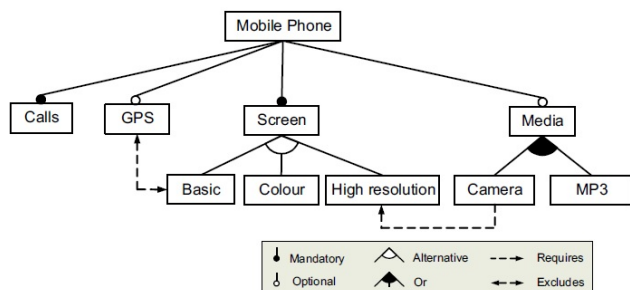 Mobile Phone
Calls GPS Screen Media
Basic Colour High resolution Camera MP3
Mandatory Alternative Requires
Optional Or Excludes